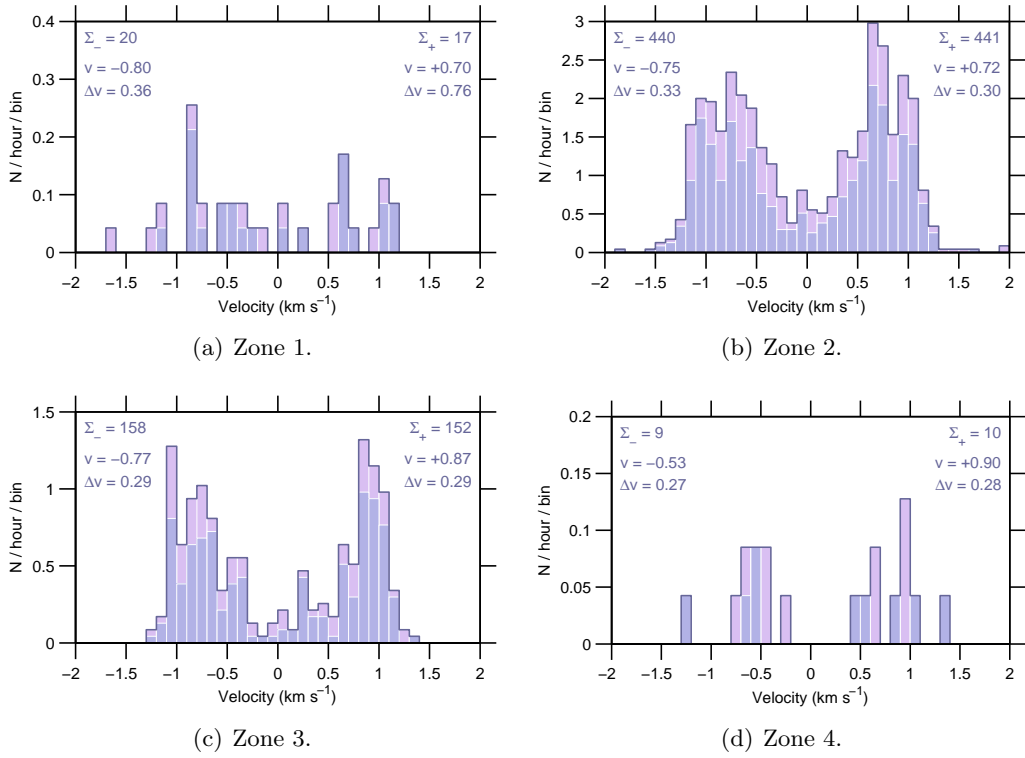 0.4
0.3
0.2
0.1
0
N / hour / bin
Σ₋ = 20
v = −0.80
Δv = 0.36
Σ₊ = 17
v = +0.70
Δv = 0.76
−2 −1.5 −1 −0.5 0 0.5 1 1.5 2
Velocity (km s⁻¹)
(a) Zone 1.
3
2.5
2
1.5
1
0.5
0
N / hour / bin
Σ₋ = 440
v = −0.75
Δv = 0.33
Σ₊ = 441
v = +0.72
Δv = 0.30
−2 −1.5 −1 −0.5 0 0.5 1 1.5 2
Velocity (km s⁻¹)
(b) Zone 2.
1.5
1
0.5
0
N / hour / bin
Σ₋ = 158
v = −0.77
Δv = 0.29
Σ₊ = 152
v = +0.87
Δv = 0.29
−2 −1.5 −1 −0.5 0 0.5 1 1.5 2
Velocity (km s⁻¹)
(c) Zone 3.
0.2
0.15
0.1
0.05
0
N / hour / bin
Σ₋ = 9
v = −0.53
Δv = 0.27
Σ₊ = 10
v = +0.90
Δv = 0.28
−2 −1.5 −1 −0.5 0 0.5 1 1.5 2
Velocity (km s⁻¹)
(d) Zone 4.